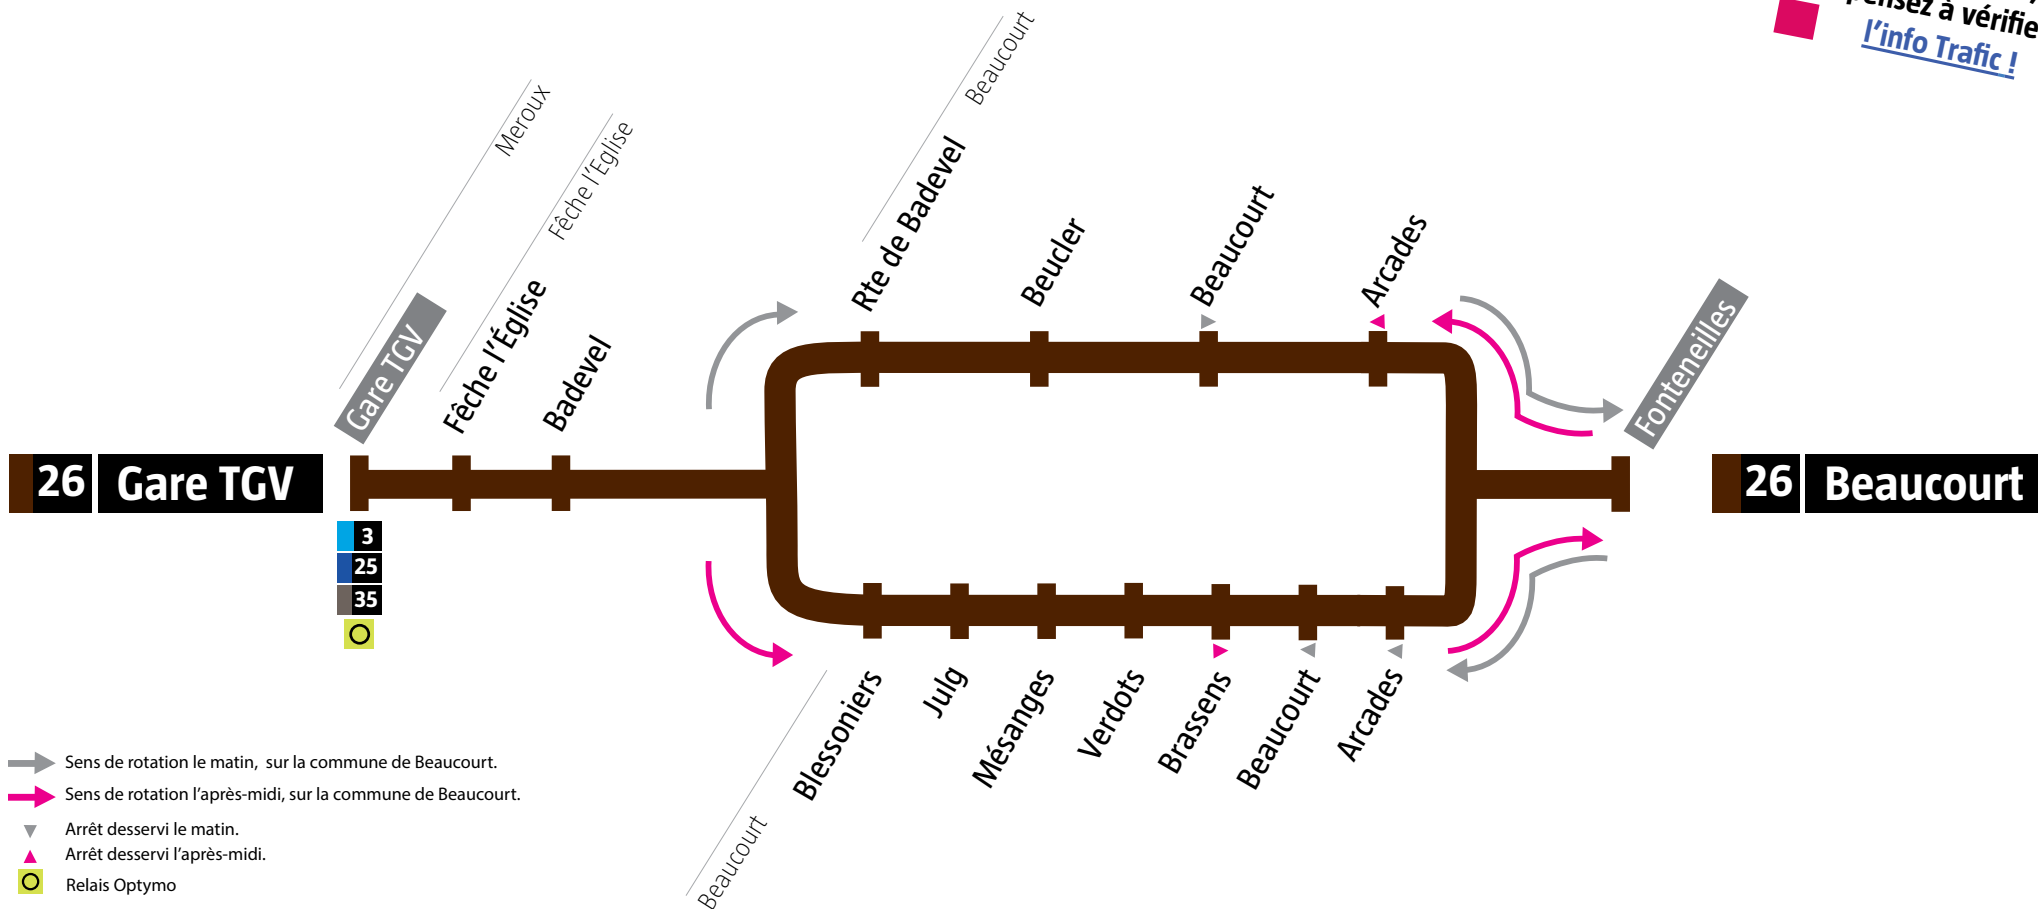 pensez à vérifie
l'info Trafic !
Meroux
Fêche l'Eglise
Beaucourt
Gare TGV
Fêche l'Église
Badevel
Rte de Badevel
Beucler
Beaucourt
Arcades
Fonteneilles
26 Gare TGV
26 Beaucourt
3
25
35
Blessoniers
Julg
Mésanges
Verdots
Brassens
Beaucourt
Arcades
Beaucourt
Sens de rotation le matin, sur la commune de Beaucourt.
Sens de rotation l'après-midi, sur la commune de Beaucourt.
Arrêt desservi le matin.
Arrêt desservi l'après-midi.
Relais Optymo